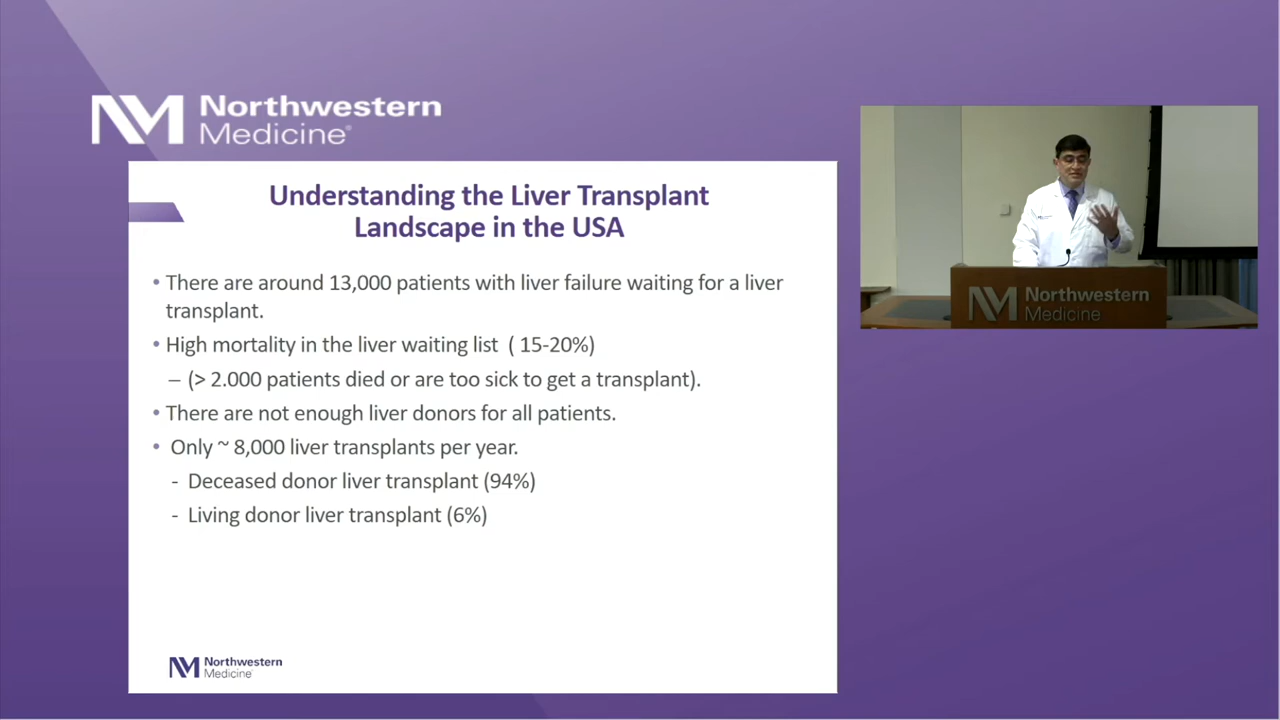 Northwestern
Medicine®
Understanding the Liver Transplant
Landscape in the USA
• There are around 13,000 patients with liver failure waiting for a liver
transplant.
• High mortality in the liver waiting list ( 15-20%)
– (> 2.000 patients died or are too sick to get a transplant).
• There are not enough liver donors for all patients.
• Only ~ 8,000 liver transplants per year.
- Deceased donor liver transplant (94%)
- Living donor liver transplant (6%)
Northwestern
Medicine
Northwestern
Medicine